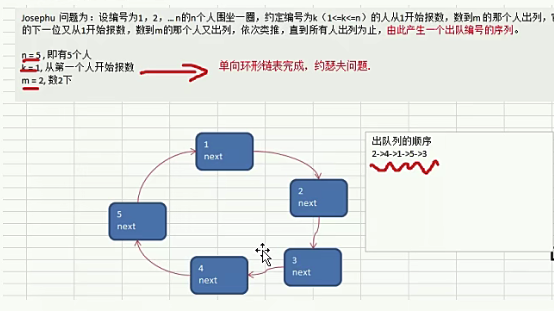 Josephu 问题为：设编号为1，2，… n的n个人围坐一圈，约定编号为k（1<=k<=n）的人从1开始报数，数到m 的那个人出列，
的下一位又从1开始报数，数到m的那个人又出列，依次类推，直到所有人出列为止，由此产生一个出队编号的序列。
n = 5 , 即有5个人
k = 1, 从第一个人开始报数
m = 2, 数2下
单向环形链表完成，约瑟夫问题.
出队列的顺序
2->4->1->5->3
1
next
2
next
3
next
4
next
5
next